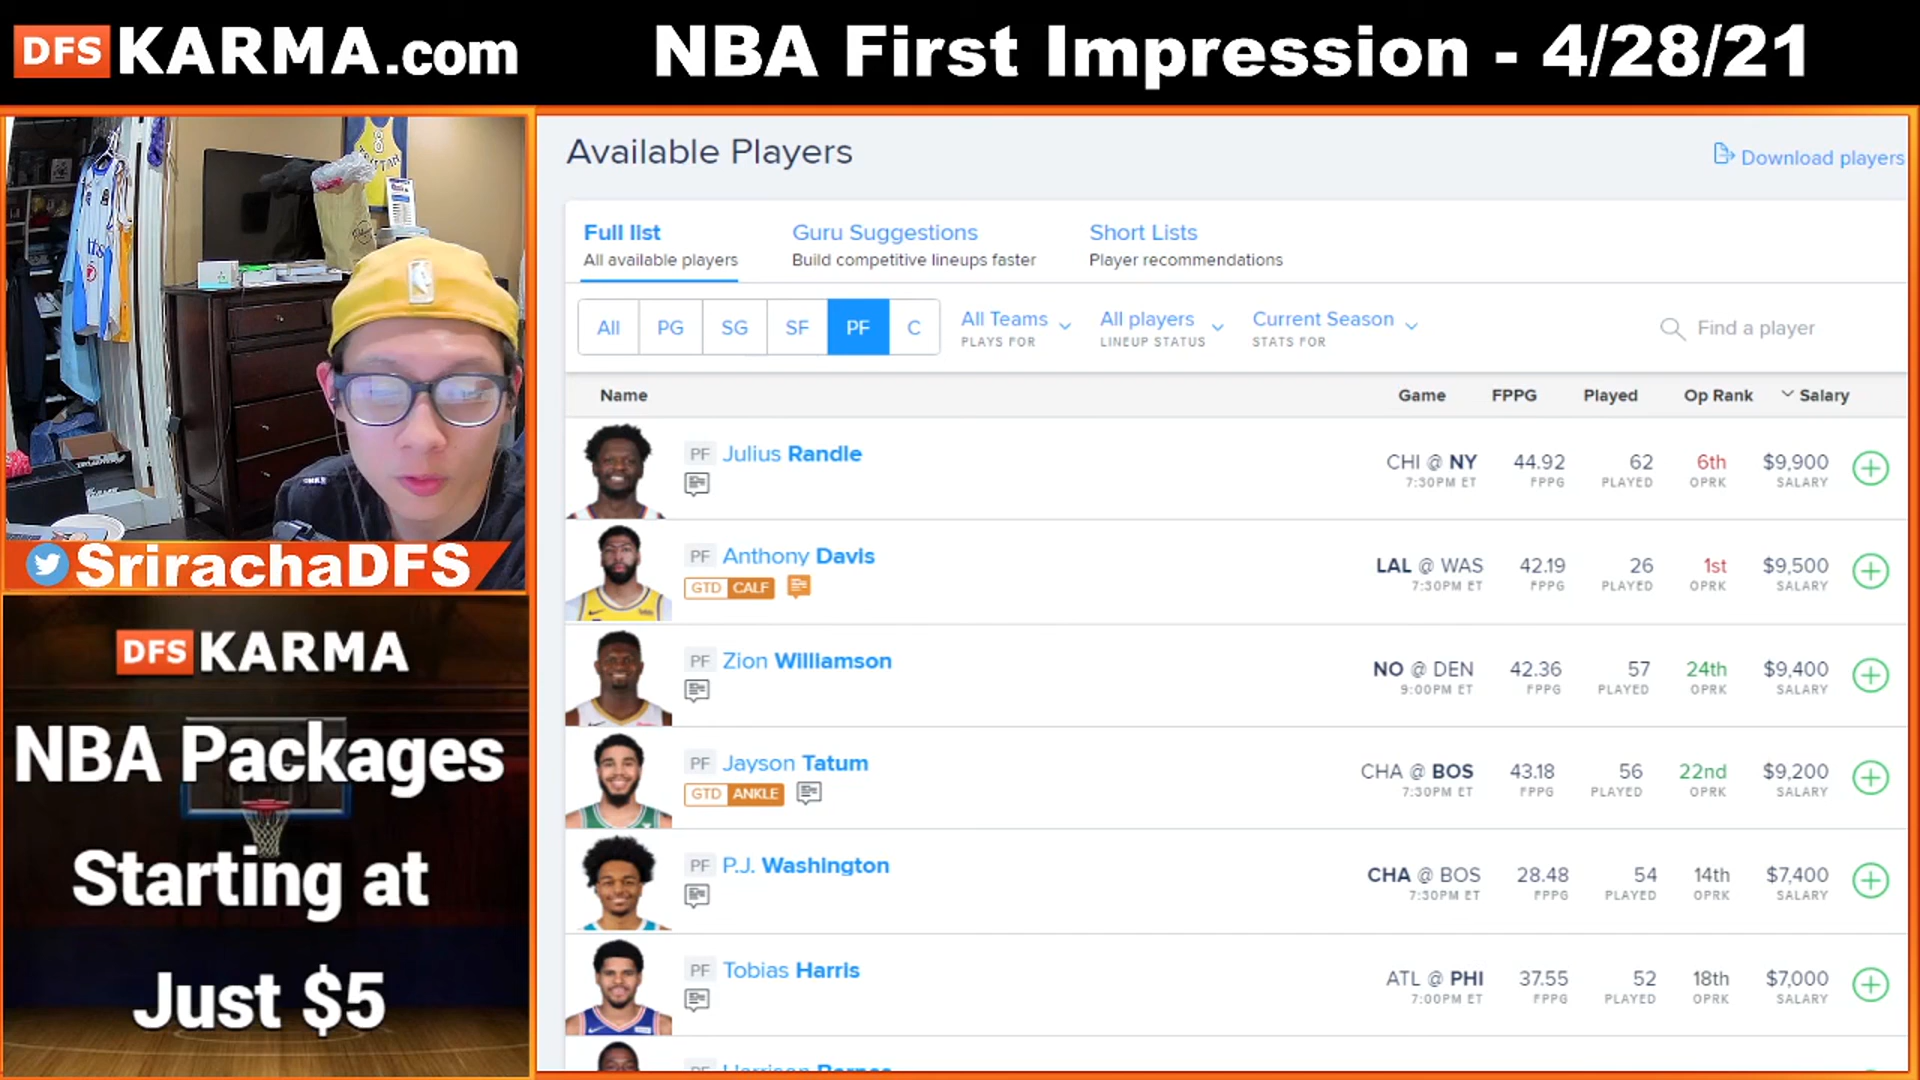 DFS KARMA.com
NBA First Impression - 4/28/21
8
SrirachaDFS
DFS KARMA
NBA Packages
Starting at
Just $5
Available Players
Download players
Full list
All available players
Guru Suggestions
Build competitive lineups faster
Short Lists
Player recommendations
All PG SG SF PF C
All Teams
PLAYS FOR
All players
LINEUP STATUS
Current Season
STATS FOR
Find a player
Name Game FPPG Played Op Rank Salary
PF Julius Randle CHI @ NY 44.92 62 6th $9,900
7:30PM ET FPPG PLAYED OPRK SALARY
PF Anthony Davis LAL @ WAS 42.19 26 1st $9,500
GTD CALF 7:30PM ET FPPG PLAYED OPRK SALARY
PF Zion Williamson NO @ DEN 42.36 57 24th $9,400
9:00PM ET FPPG PLAYED OPRK SALARY
PF Jayson Tatum CHA @ BOS 43.18 56 22nd $9,200
GTD ANKLE 7:30PM ET FPPG PLAYED OPRK SALARY
PF P.J. Washington CHA @ BOS 28.48 54 14th $7,400
7:30PM ET FPPG PLAYED OPRK SALARY
PF Tobias Harris ATL @ PHI 37.55 52 18th $7,000
7:00PM ET FPPG PLAYED OPRK SALARY